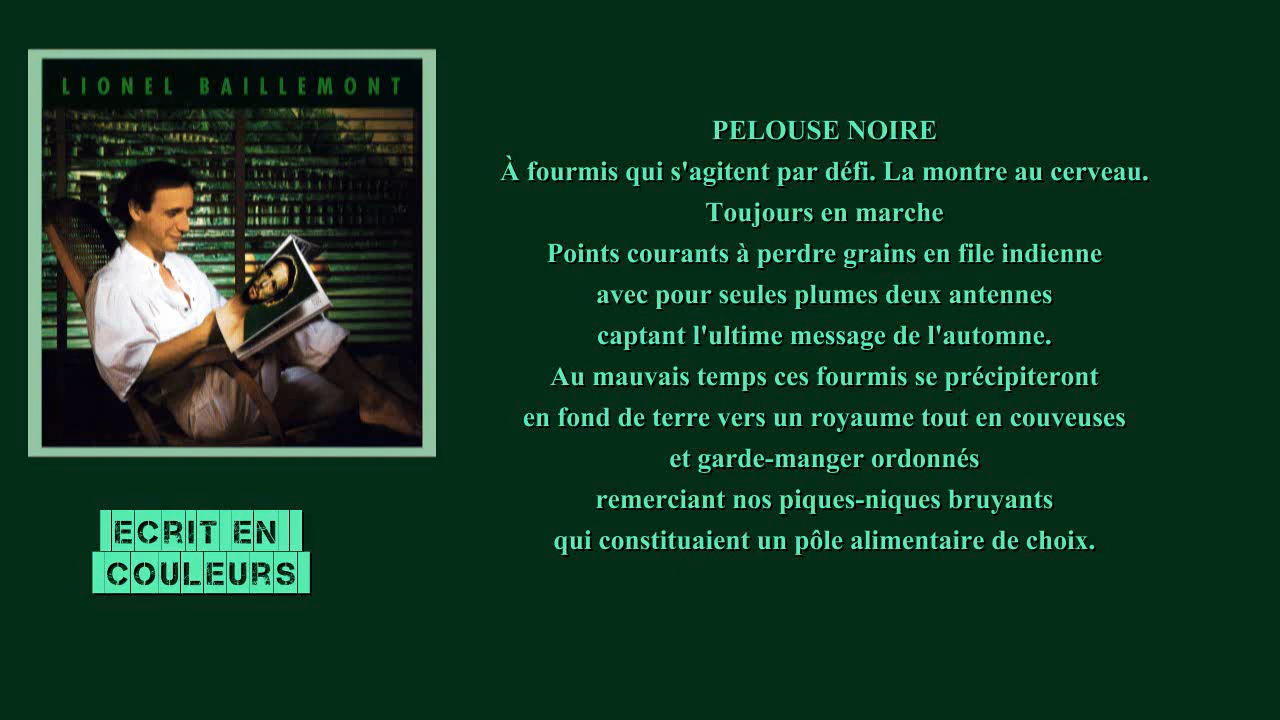 LIONEL BAILLEMONT
ECRIT EN
COULEURS
PELOUSE NOIRE
À fourmis qui s'agitent par défi. La montre au cerveau.
Toujours en marche
Points courants à perdre grains en file indienne
avec pour seules plumes deux antennes
captant l'ultime message de l'automne.
Au mauvais temps ces fourmis se précipiteront
en fond de terre vers un royaume tout en couveuses
et garde-manger ordonnés
remerciant nos piques-niques bruyants
qui constituaient un pôle alimentaire de choix.